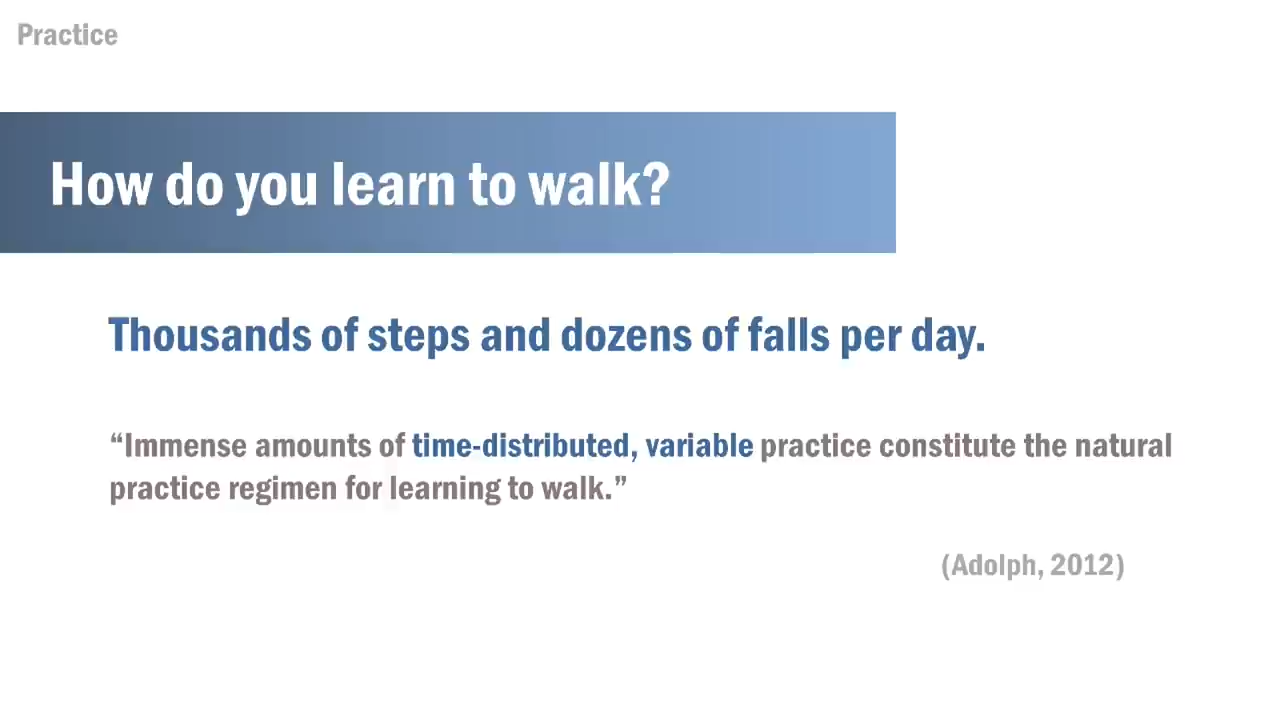 Practice
How do you learn to walk?
Thousands of steps and dozens of falls per day.
“Immense amounts of time-distributed, variable practice constitute the natural
practice regimen for learning to walk.”
(Adolph, 2012)